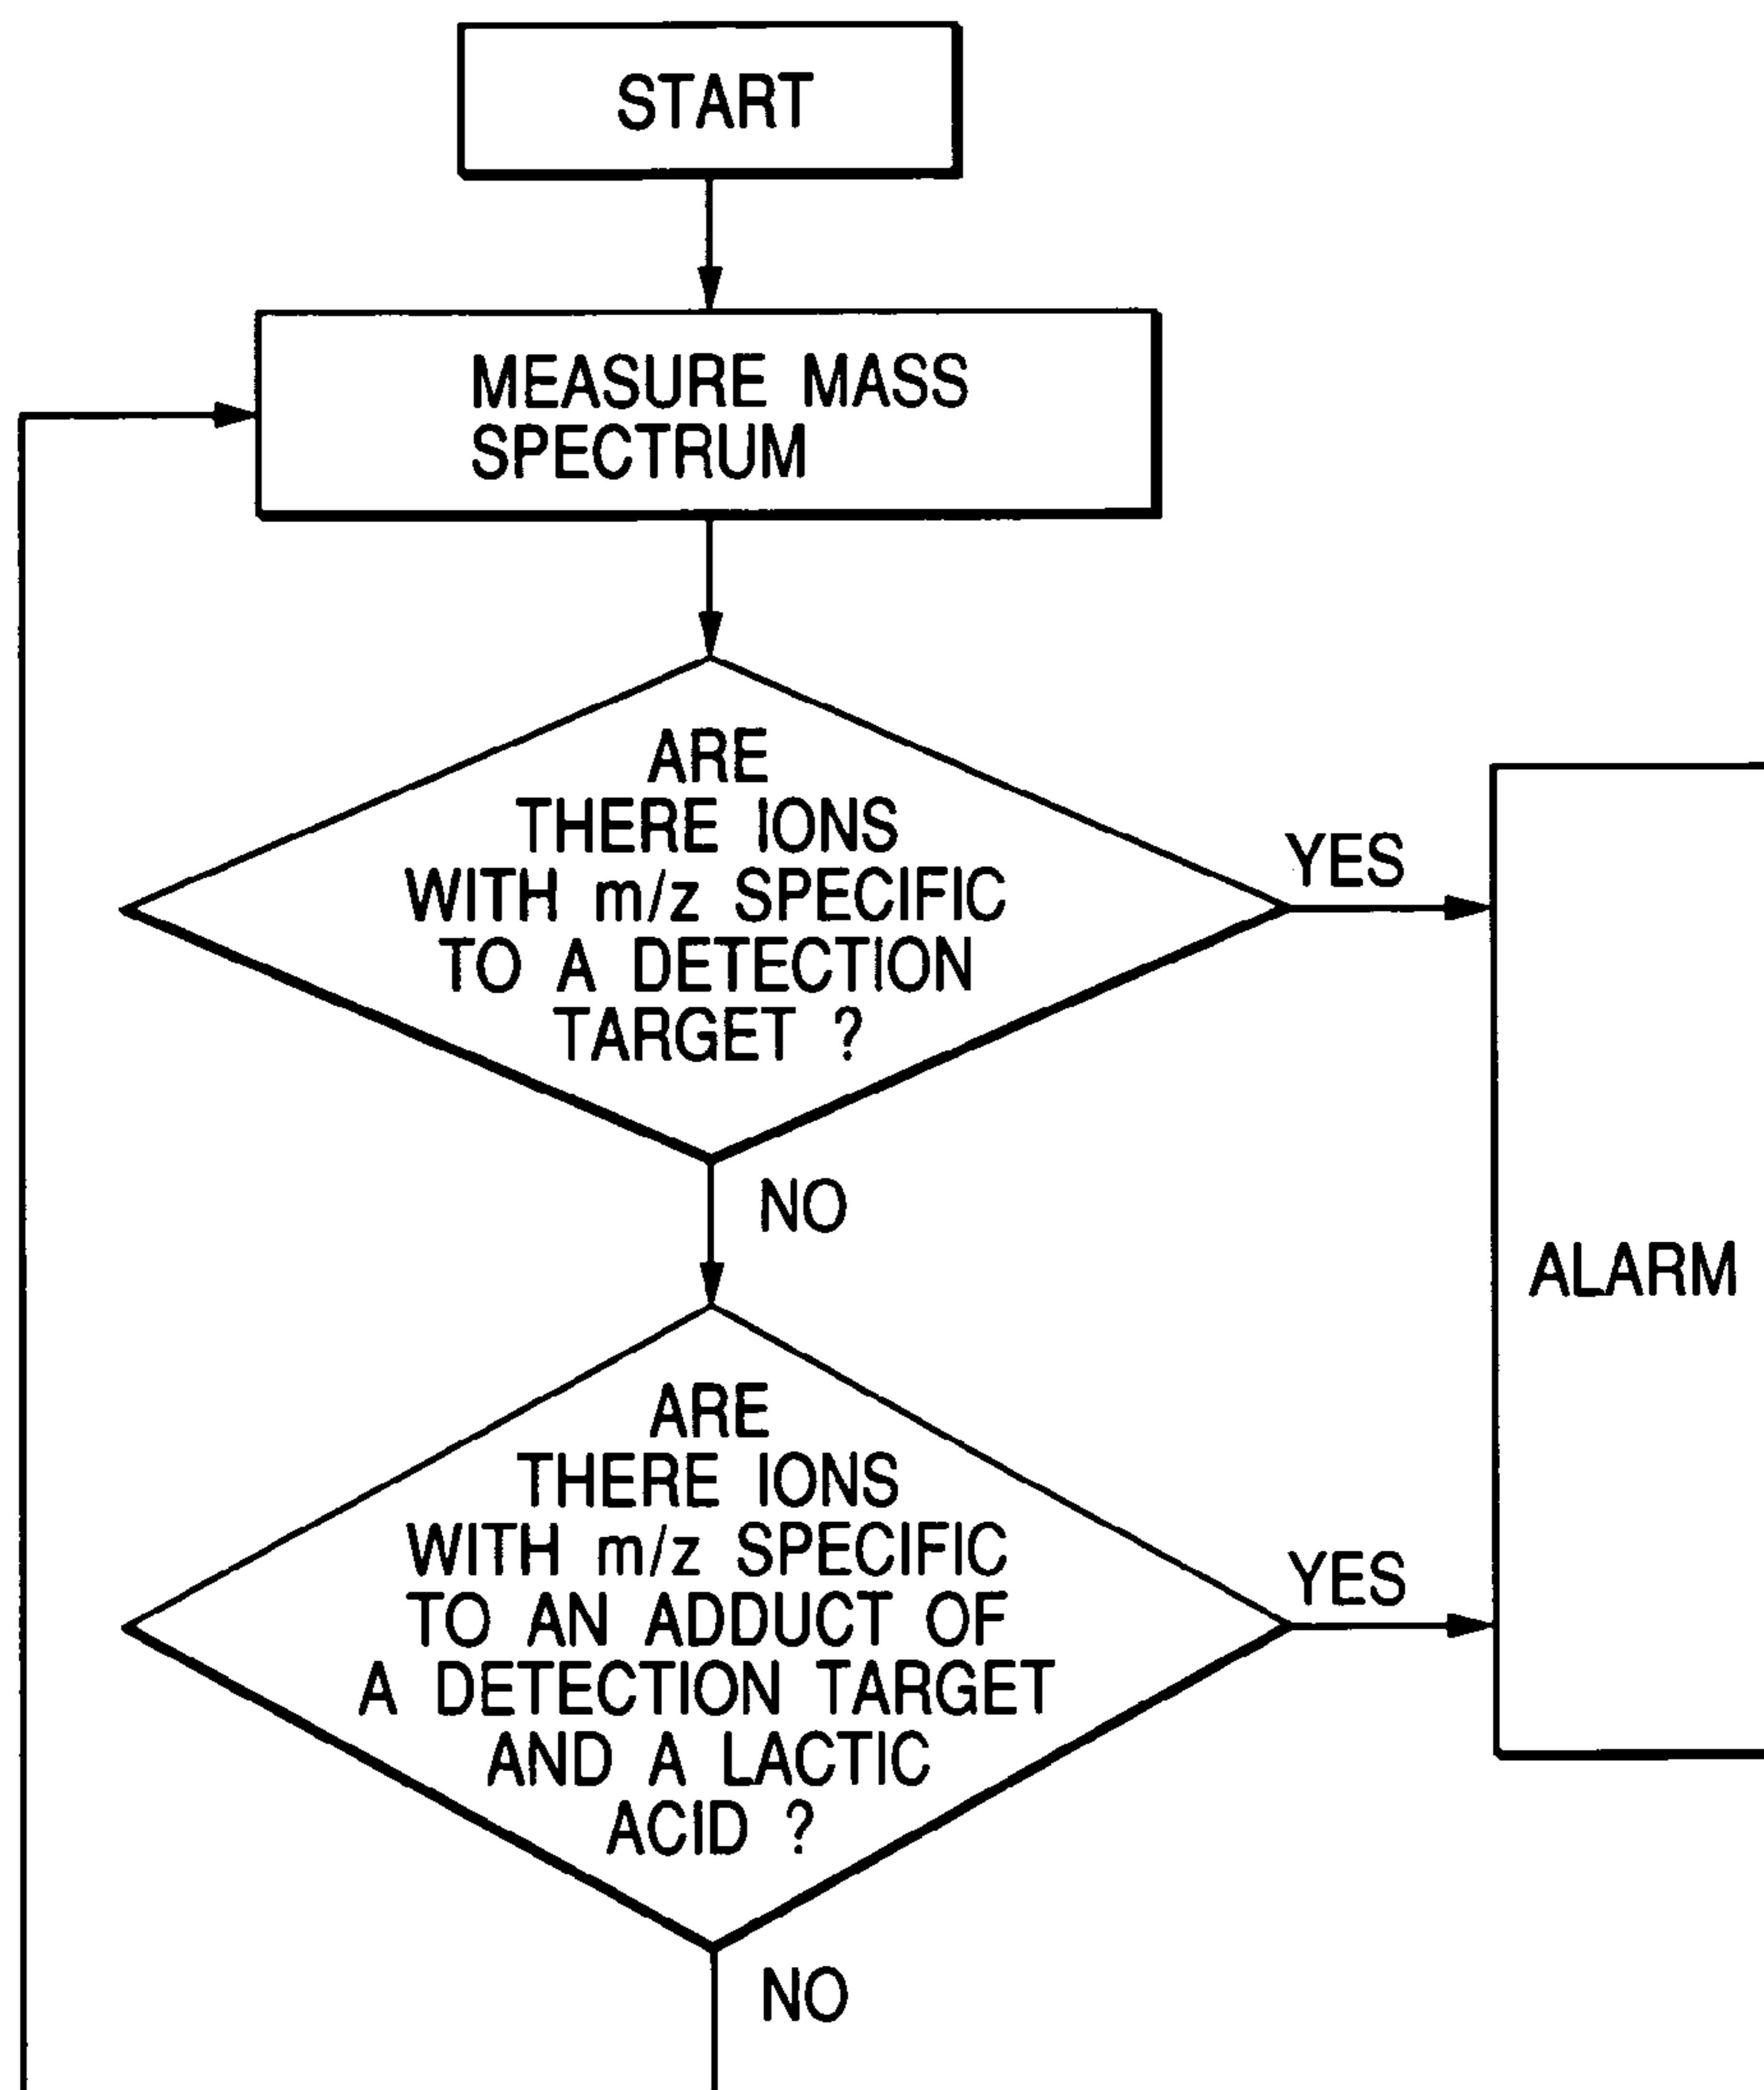 START
MEASURE MASS
SPECTRUM
ARE
THERE IONS
WITH m/z SPECIFIC
TO A DETECTION
TARGET ?
YES
NO
ALARM
ARE
THERE IONS
WITH m/z SPECIFIC
TO AN ADDUCT OF
A DETECTION TARGET
AND A LACTIC
ACID ?
YES
NO